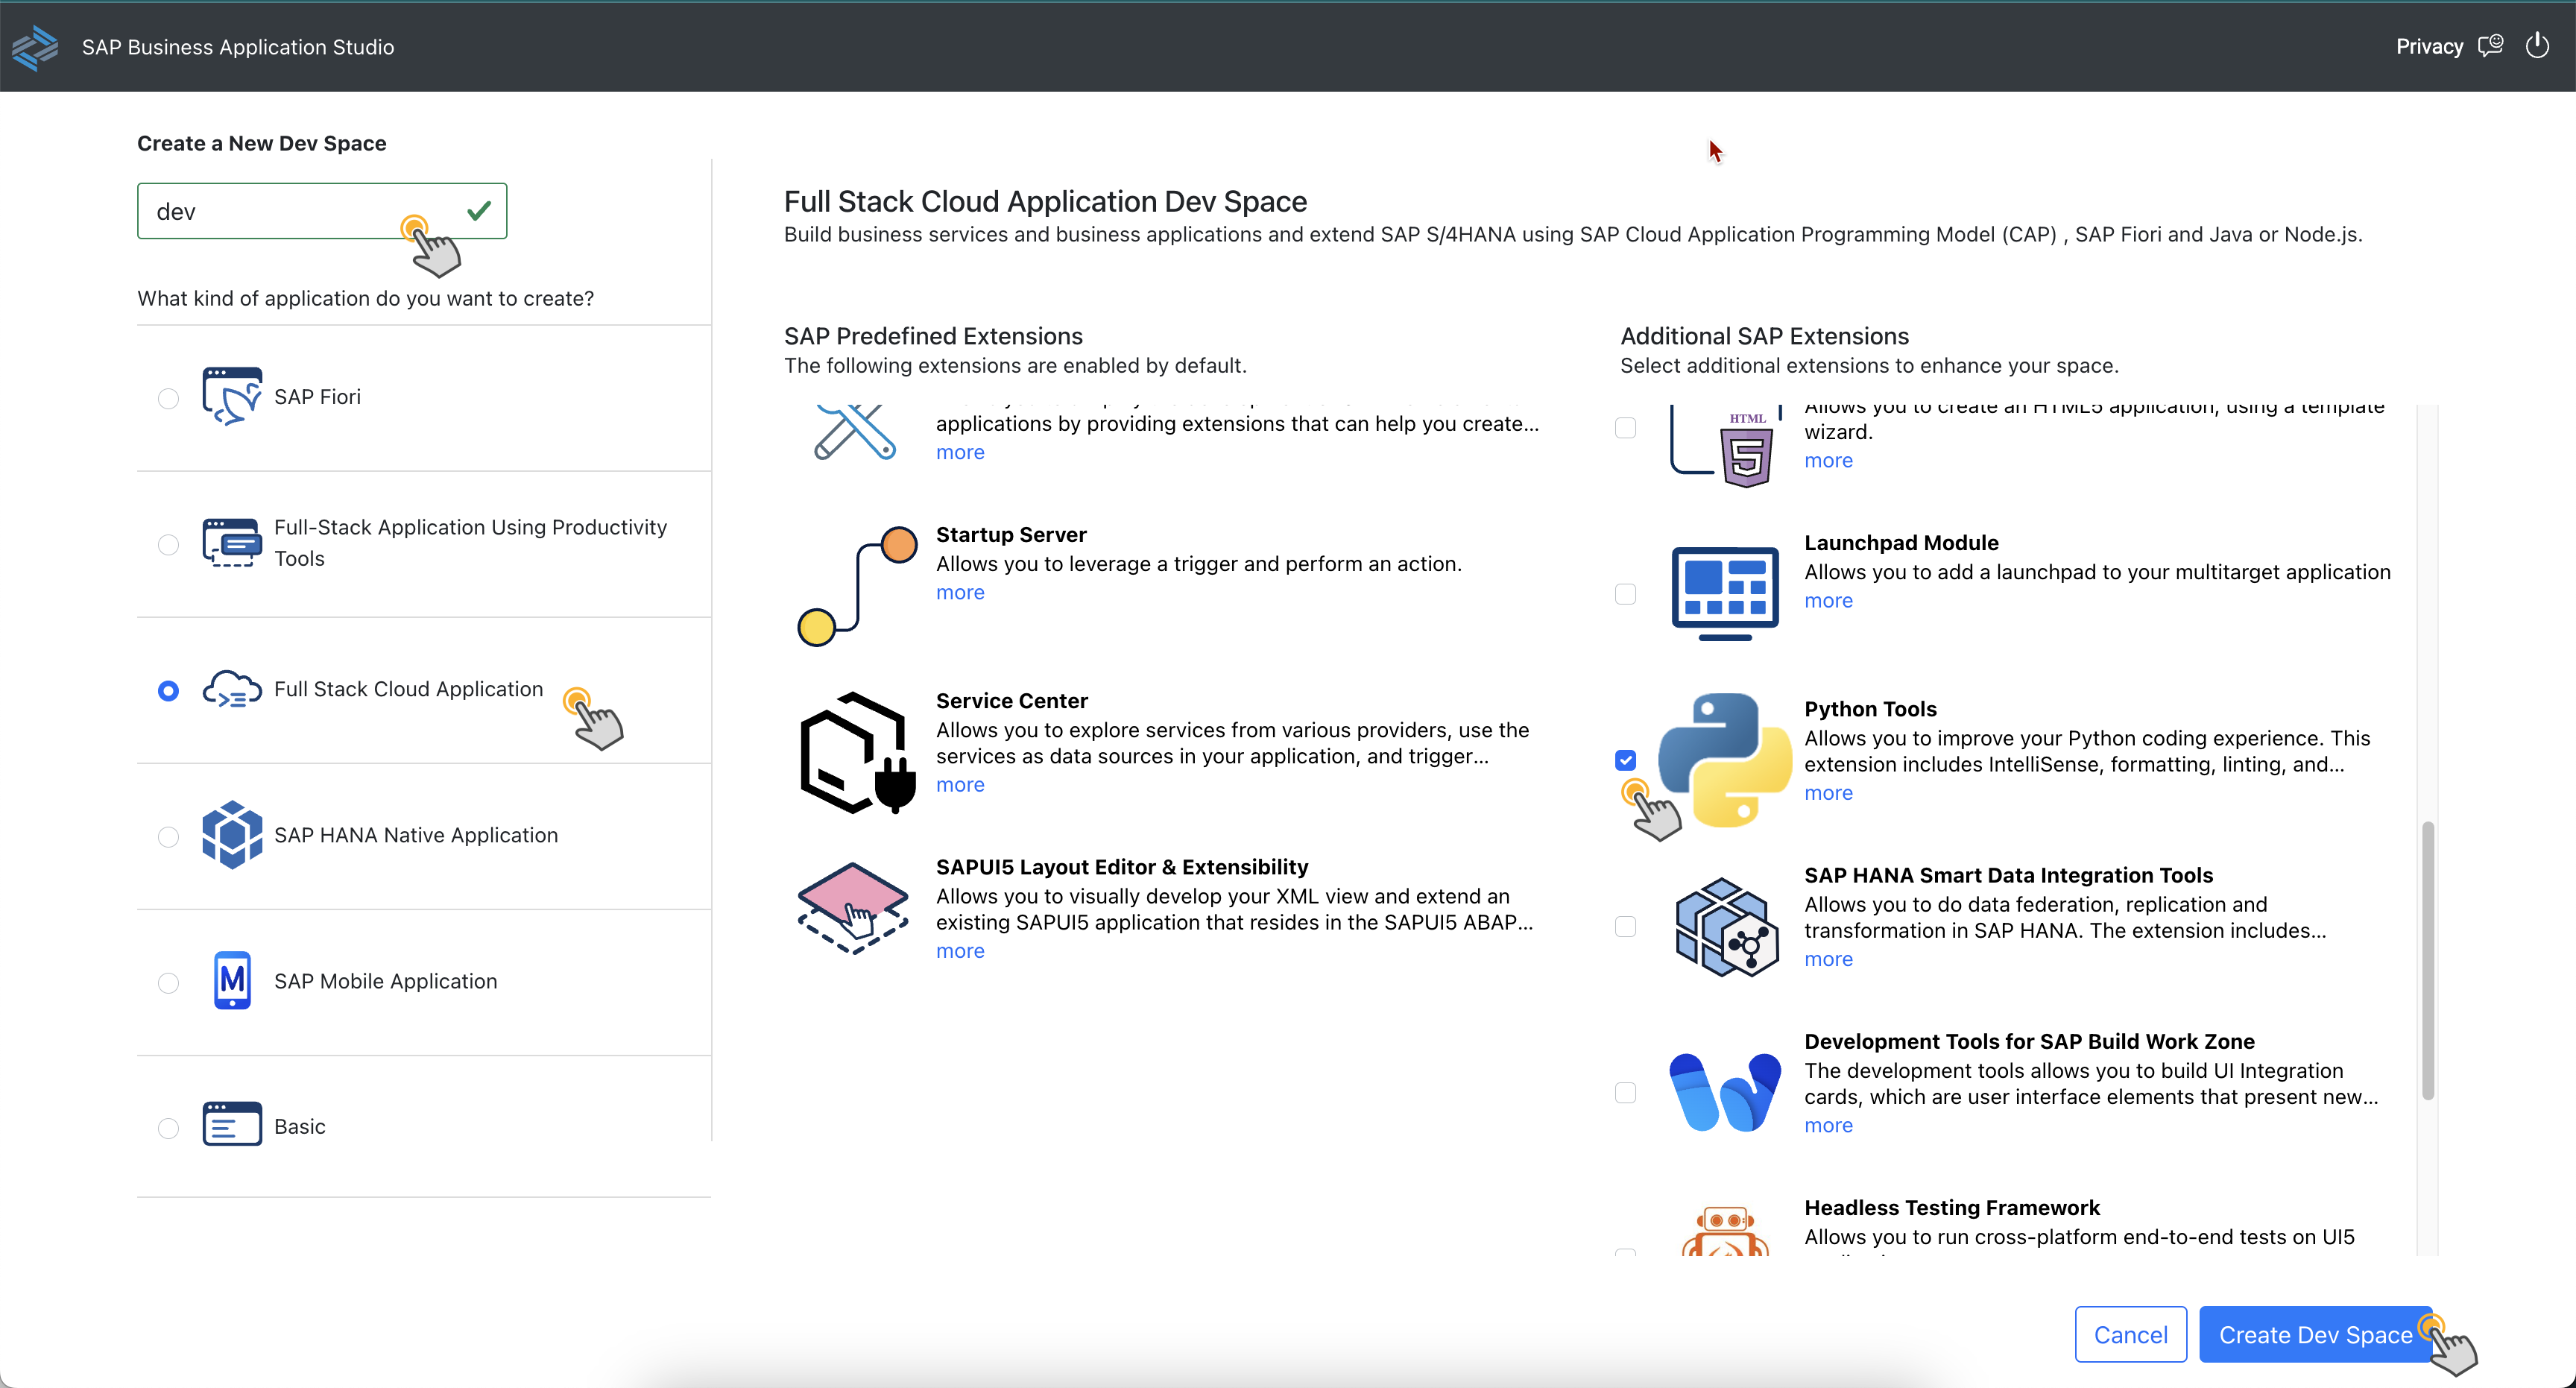 SAP Business Application Studio
Privacy
Create a New Dev Space
dev
What kind of application do you want to create?
SAP Fiori
Full-Stack Application Using Productivity
Tools
Full Stack Cloud Application
SAP HANA Native Application
M
SAP Mobile Application
Basic
Full Stack Cloud Application Dev Space
Build business services and business applications and extend SAP S/4HANA using SAP Cloud Application Programming Model (CAP) , SAP Fiori and Java or Node.js.
SAP Predefined Extensions
The following extensions are enabled by default.
applications by providing extensions that can help you create...
more
Startup Server
Allows you to leverage a trigger and perform an action.
more
Service Center
Allows you to explore services from various providers, use the
services as data sources in your application, and trigger...
more
SAPUI5 Layout Editor & Extensibility
Allows you to visually develop your XML view and extend an
existing SAPUI5 application that resides in the SAPUI5 ABAP...
more
Additional SAP Extensions
Select additional extensions to enhance your space.
HTML
5
Allows you to create an HTML5 application, using a template
wizard.
more
Launchpad Module
Allows you to add a launchpad to your multitarget application
more
Python Tools
Allows you to improve your Python coding experience. This
extension includes IntelliSense, formatting, linting, and...
more
SAP HANA Smart Data Integration Tools
Allows you to do data federation, replication and
transformation in SAP HANA. The extension includes...
more
Development Tools for SAP Build Work Zone
The development tools allows you to build UI Integration
cards, which are user interface elements that present new...
more
Headless Testing Framework
Allows you to run cross-platform end-to-end tests on UI5
Cancel
Create Dev Space